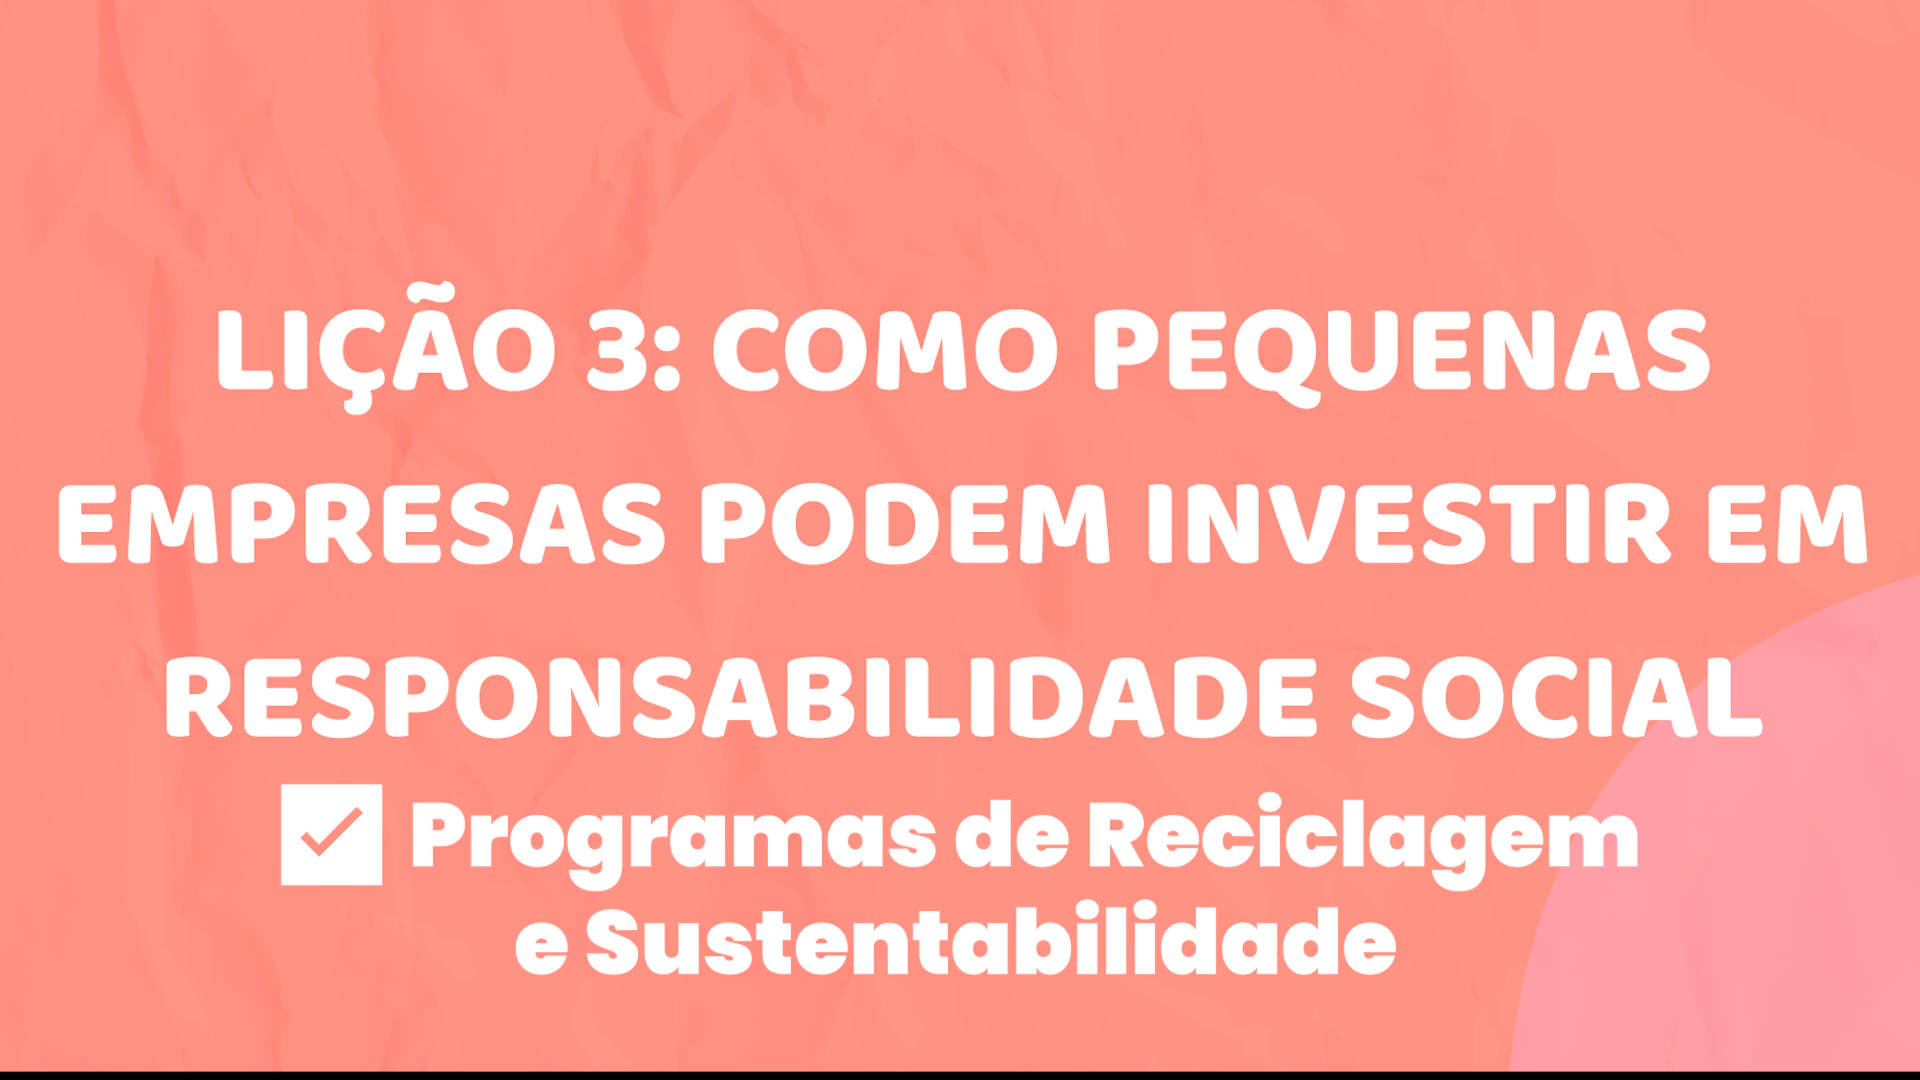 LIÇÃO 3: COMO PEQUENAS
EMPRESAS PODEM INVESTIR EM
RESPONSABILIDADE SOCIAL
Programas de Reciclagem
e Sustentabilidade